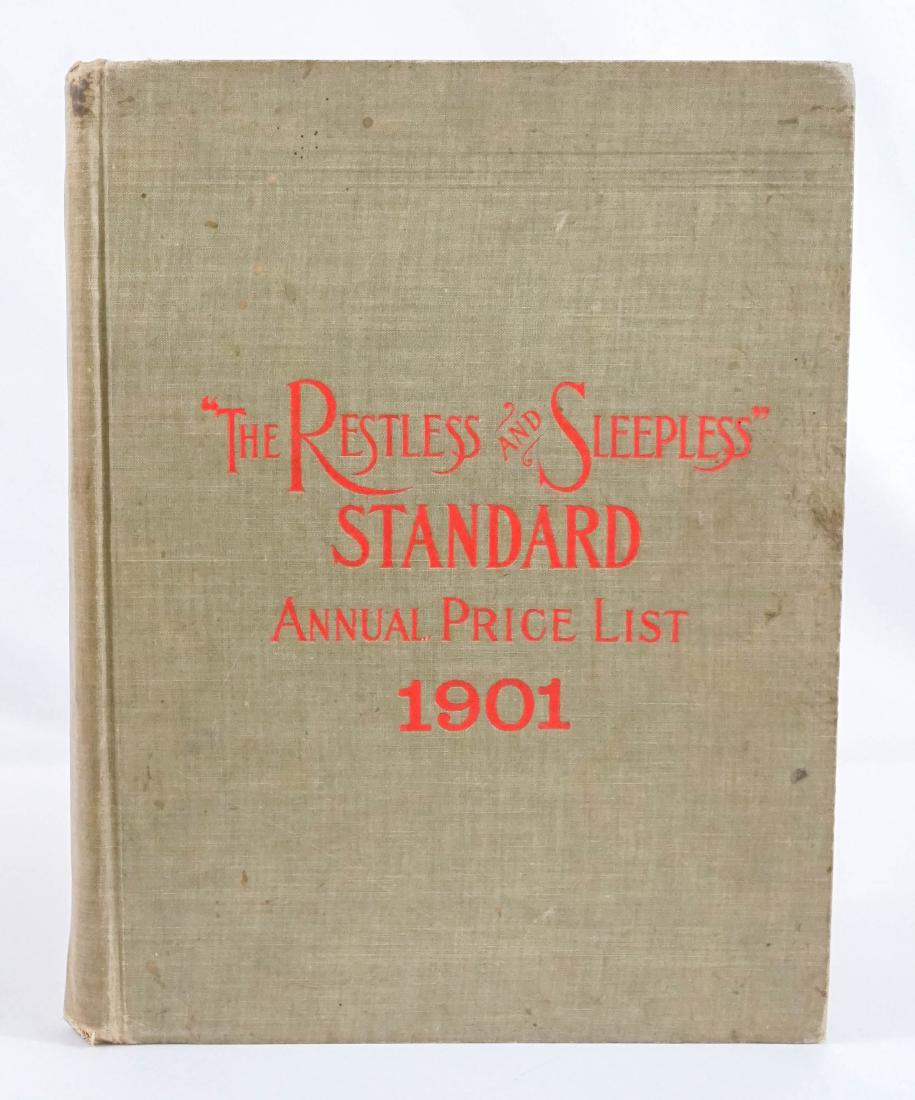 "THE RESTLESS AND SLEEPLESS"
STANDARD
ANNUAL PRICE LIST
1901